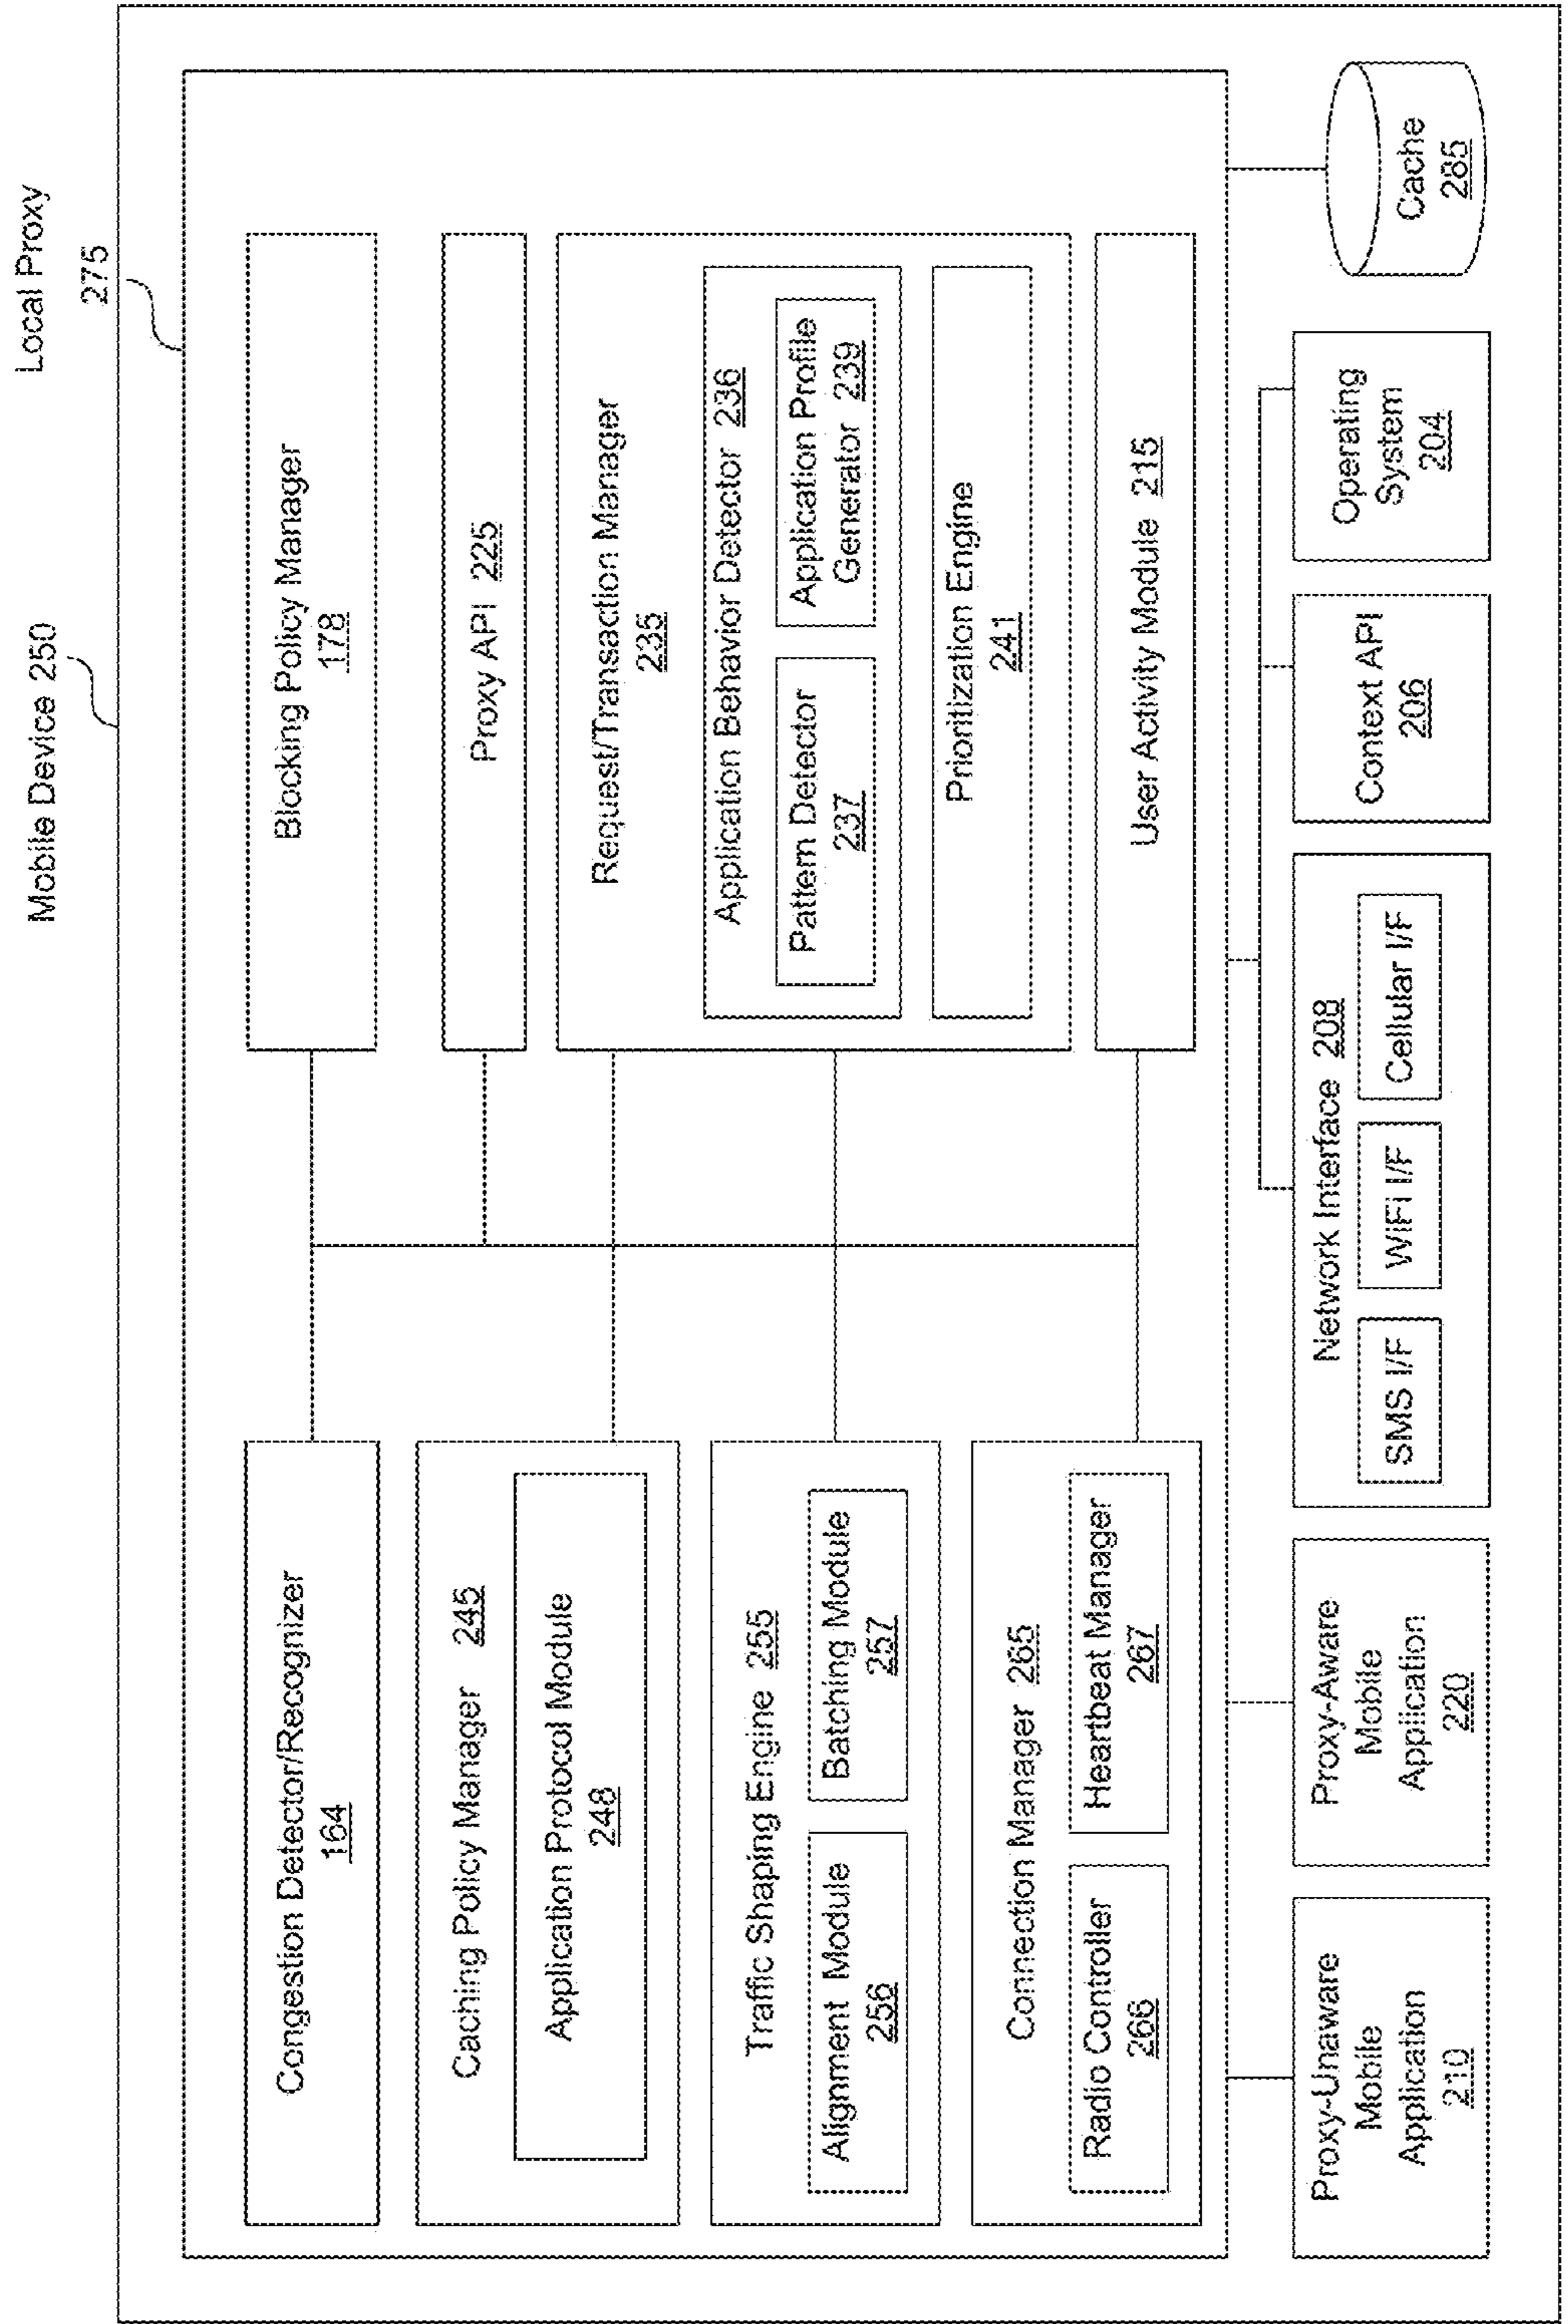 Mobile Device 250
Local Proxy
275
Congestion Detector/Recognizer
164
Caching Policy Manager 245
Application Protocol Module
248
Traffic Shaping Engine 255
Alignment Module
256
Batching Module
257
Connection Manager 265
Radio Controller
266
Heartbeat Manager
267
Blocking Policy Manager
178
Proxy API 225
Request/Transaction Manager
235
Application Behavior Detector 236
Pattern Detector
237
Application Profile
Generator 239
Prioritization Engine
241
User Activity Module 215
Proxy-Unaware
Mobile
Application
210
Proxy-Aware
Mobile
Application
220
Network Interface 208
SMS I/F
WiFi I/F
Cellular I/F
Context API
206
Operating
System
204
Cache
285